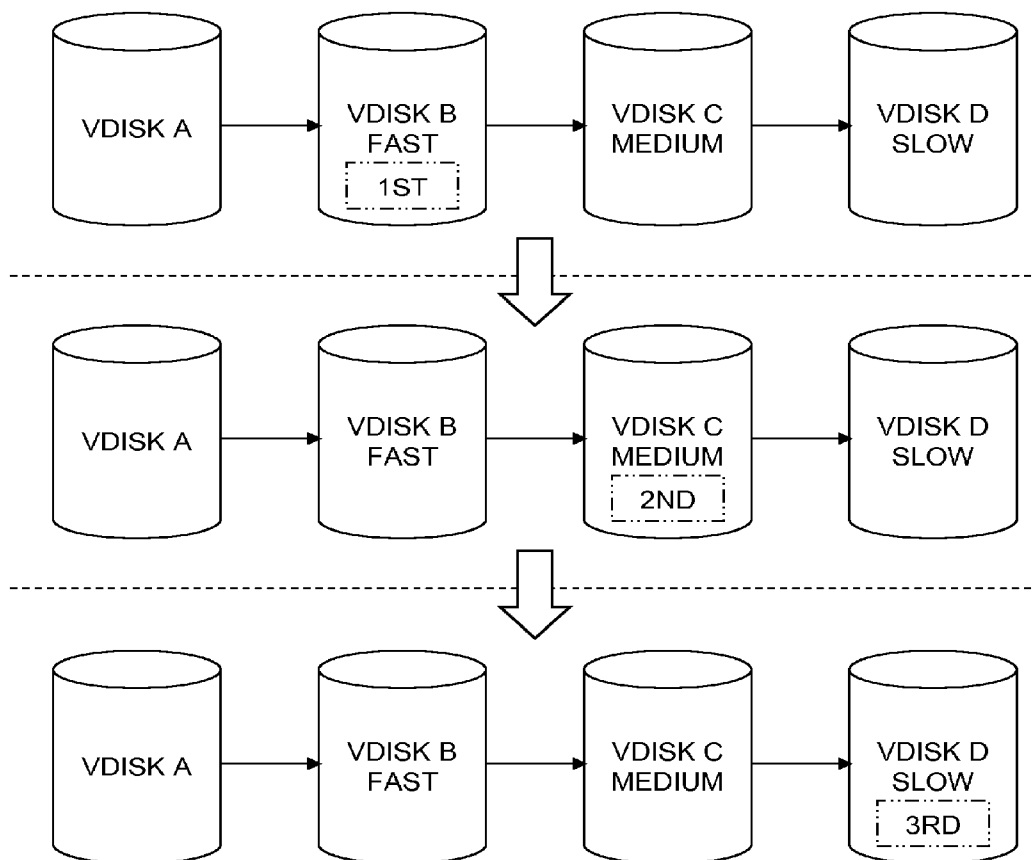 VDISK A
VDISK B
FAST
1ST
VDISK C
MEDIUM
VDISK D
SLOW
VDISK A
VDISK B
FAST
VDISK C
MEDIUM
2ND
VDISK D
SLOW
VDISK A
VDISK B
FAST
VDISK C
MEDIUM
VDISK D
SLOW
3RD